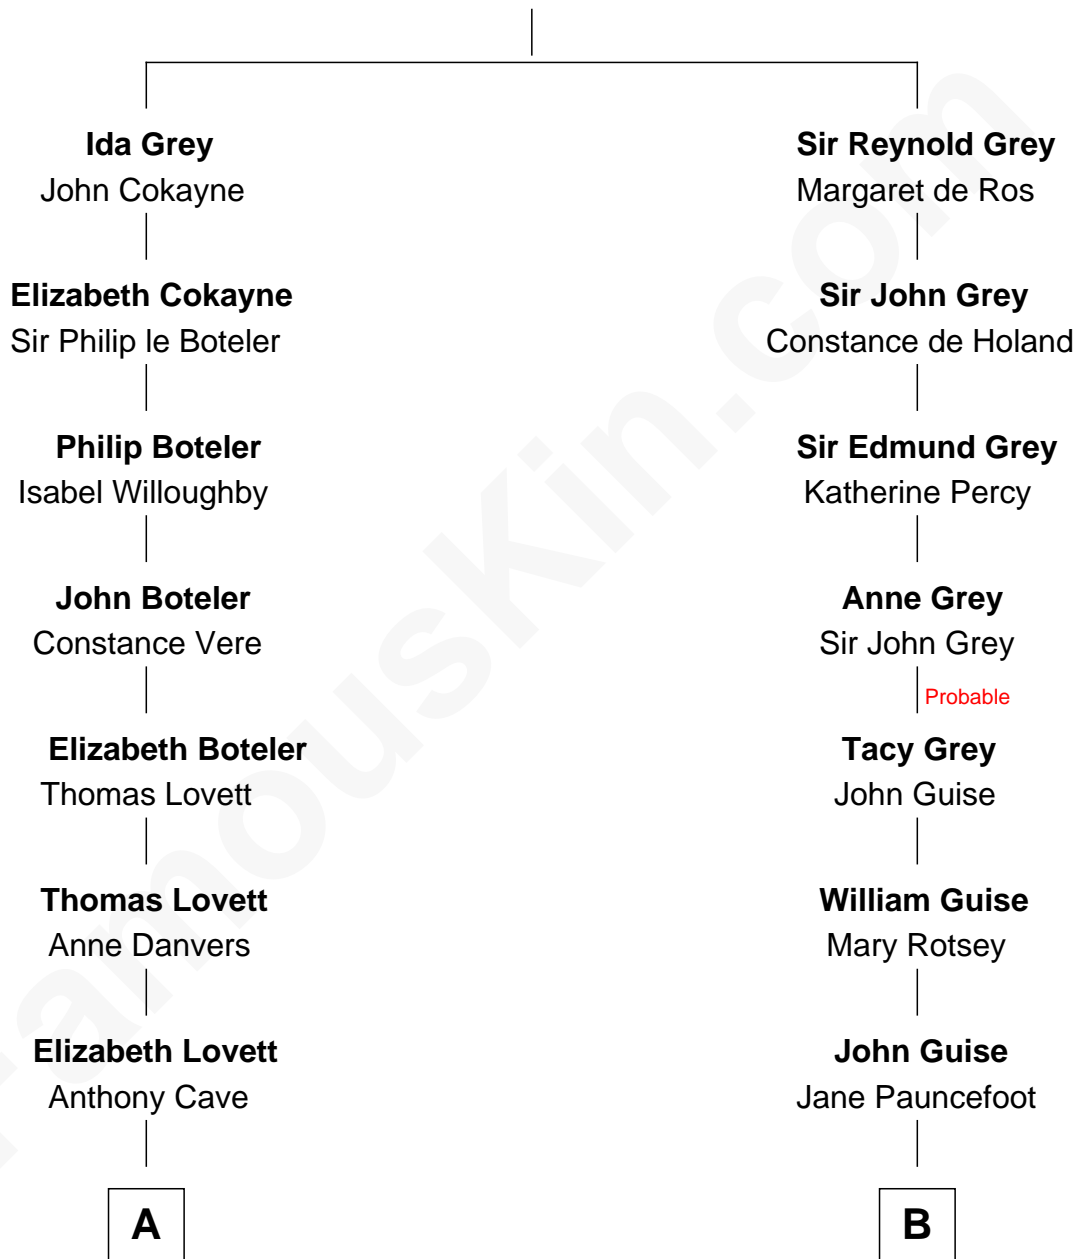 Ida Grey
John Cokayne
Sir Reynold Grey
Margaret de Ros
Elizabeth Cokayne
Sir Philip le Boteler
Sir John Grey
Constance de Holand
Philip Boteler
Isabel Willoughby
Sir Edmund Grey
Katherine Percy
John Boteler
Constance Vere
Anne Grey
Sir John Grey
Probable
Elizabeth Boteler
Thomas Lovett
Tacy Grey
John Guise
Thomas Lovett
Anne Danvers
William Guise
Mary Rotsey
Elizabeth Lovett
Anthony Cave
John Guise
Jane Pauncefoot
A
B
FamousKin.com